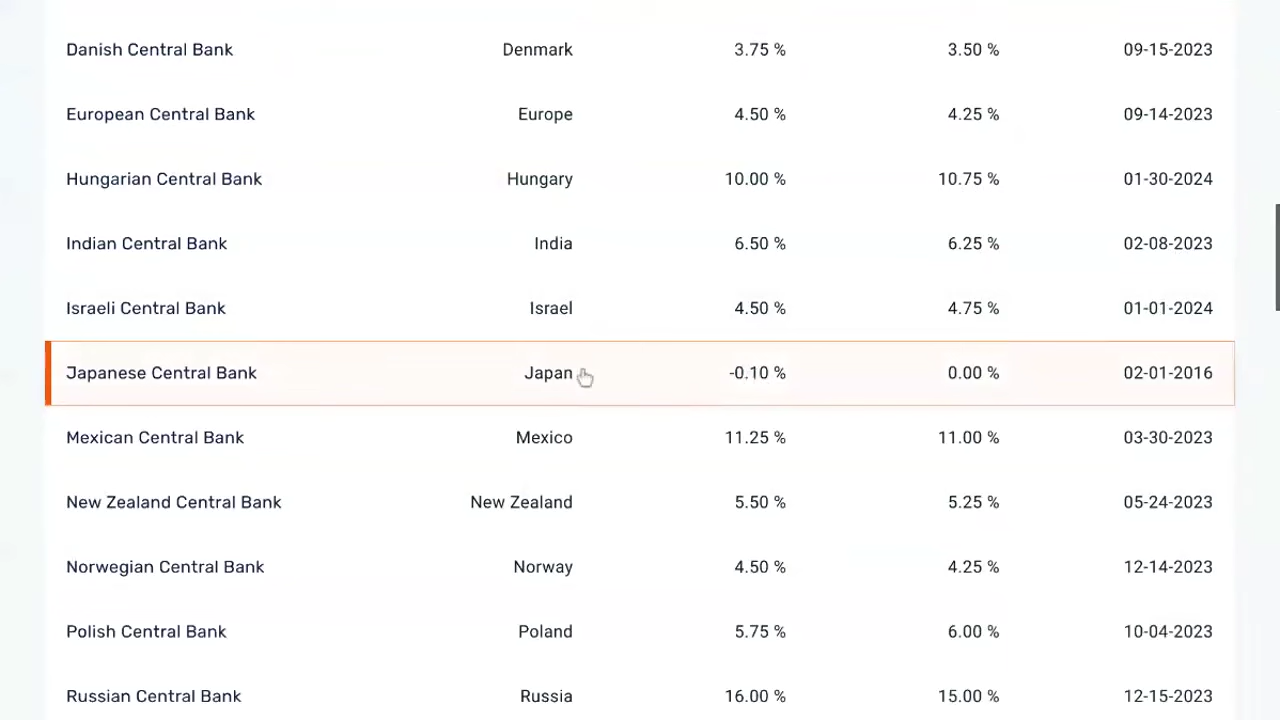 Danish Central Bank Denmark 3.75 % 3.50 % 09-15-2023
European Central Bank Europe 4.50 % 4.25 % 09-14-2023
Hungarian Central Bank Hungary 10.00 % 10.75 % 01-30-2024
Indian Central Bank India 6.50 % 6.25 % 02-08-2023
Israeli Central Bank Israel 4.50 % 4.75 % 01-01-2024
Japanese Central Bank Japan -0.10 % 0.00 % 02-01-2016
Mexican Central Bank Mexico 11.25 % 11.00 % 03-30-2023
New Zealand Central Bank New Zealand 5.50 % 5.25 % 05-24-2023
Norwegian Central Bank Norway 4.50 % 4.25 % 12-14-2023
Polish Central Bank Poland 5.75 % 6.00 % 10-04-2023
Russian Central Bank Russia 16.00 % 15.00 % 12-15-2023